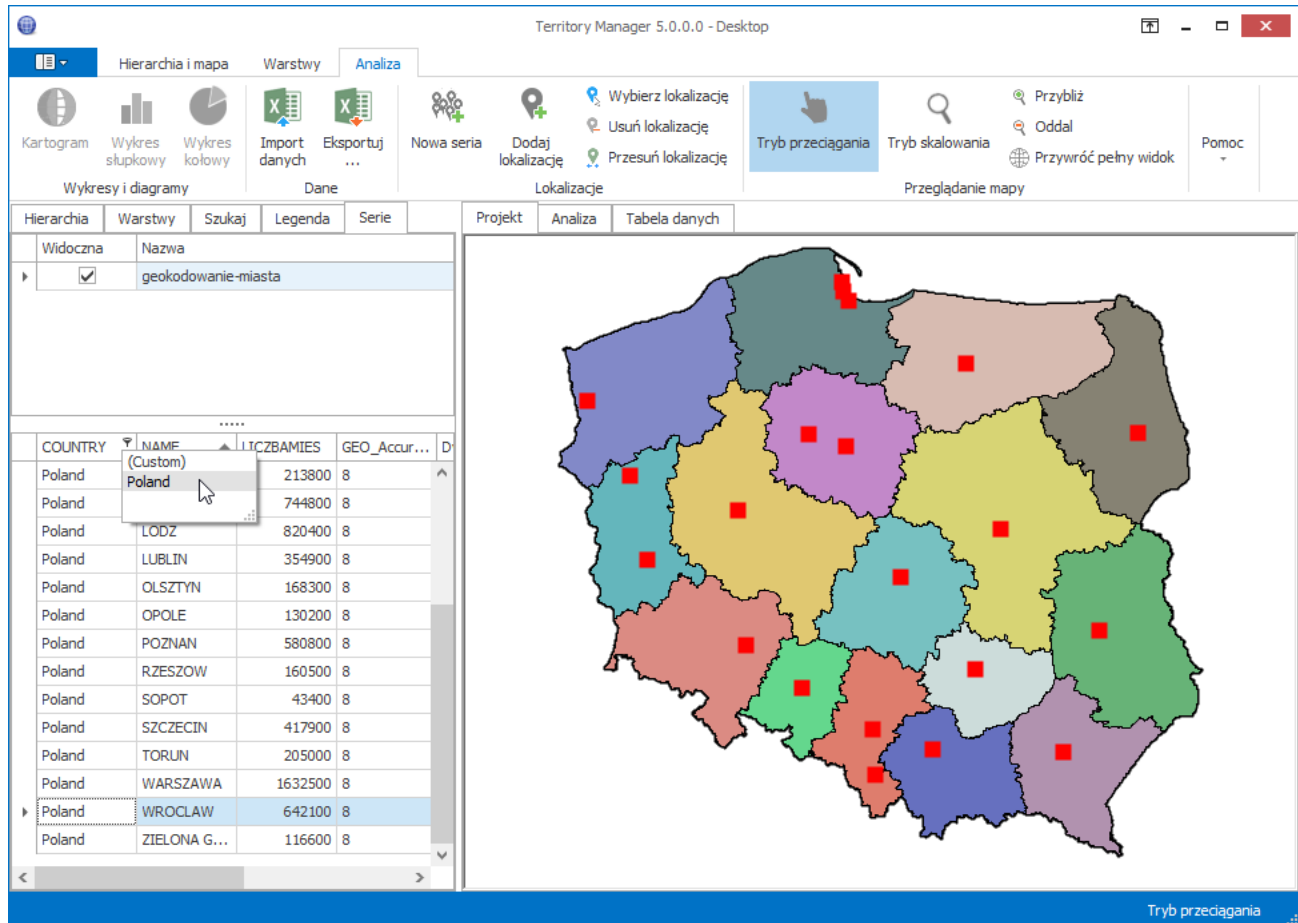 Territory Manager 5.0.0.0 - Desktop
Hierarchia i mapa Warstwy Analiza
Kartogram
Wykres słupkowy
Wykres kołowy
Wykresy i diagramy
Import danych
Eksportuj ...
Dane
Nowa seria
Dodaj lokalizację
Wybierz lokalizację
Usuń lokalizację
Przesuń lokalizację
Lokalizacje
Tryb przeciągania
Tryb skalowania
Przybliż
Oddal
Przywróć pełny widok
Przeglądanie mapy
Pomoc
Hierarchia Warstwy Szukaj Legenda Serie
Widoczna Nazwa
geokodowanie-miasta
COUNTRY NAME LICZBAMIES GEO_Accur...
(Custom)
Poland
Poland 213800 8
Poland 744800 8
Poland LODZ 820400 8
Poland LUBLIN 354900 8
Poland OLSZTYN 168300 8
Poland OPOLE 130200 8
Poland POZNAN 580800 8
Poland RZESZOW 160500 8
Poland SOPOT 43400 8
Poland SZCZECIN 417900 8
Poland TORUN 205000 8
Poland WARSZAWA 1632500 8
Poland WROCLAW 642100 8
Poland ZIELONA G... 116600 8
Projekt Analiza Tabela danych
Tryb przeciągania